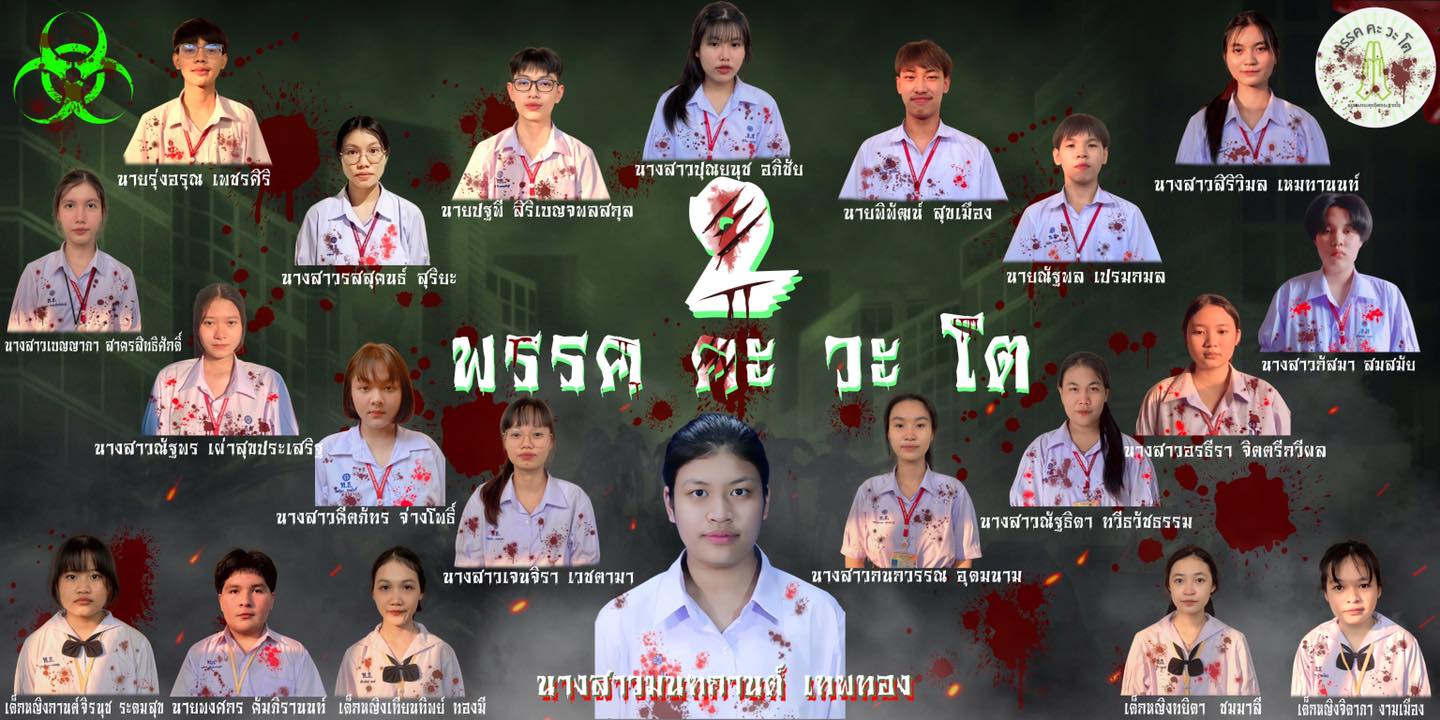 พรรค คะ วะ โต
นายรุ่งอรุณ เพชรศิริ
นายปฐพี สิริเบญจพลสกุล
นางสาวปุณยนุช อภิชัย
นายพิพัฒน์ สุขเมือง
นางสาวสิริวิมล เหมทานนท์
นางสาวรสสุคนธ์ สุริยะ
นายณัฐพล เปรมกมล
นางสาวเบญญาภา สาครสิทธิศักดิ์
2
พรรค คะ วะ โต
นางสาวภัสมา สมสมัย
นางสาวณัฐพร เผ่าสุขประเสริฐ
นางสาวอรธีรา จิตตรีกวีผล
นางสาวคีตภัทร จ่างโพธิ์
นางสาวณัฐธิดา ทวีธวัชธรรม
นางสาวเจนจิรา เวชตามา
นางสาวกนกวรรณ อุดมนาม
นางสาวมนทกานต์ เทพทอง
เด็กหญิงกานต์จิรนุช ระดมสุข
นายพงศกร คัมภิรานนท์
เด็กหญิงเทียนทิพย์ ทองมี
เด็กหญิงทยิดา ชมมาลี
เด็กหญิงจิดาภา งามเมือง